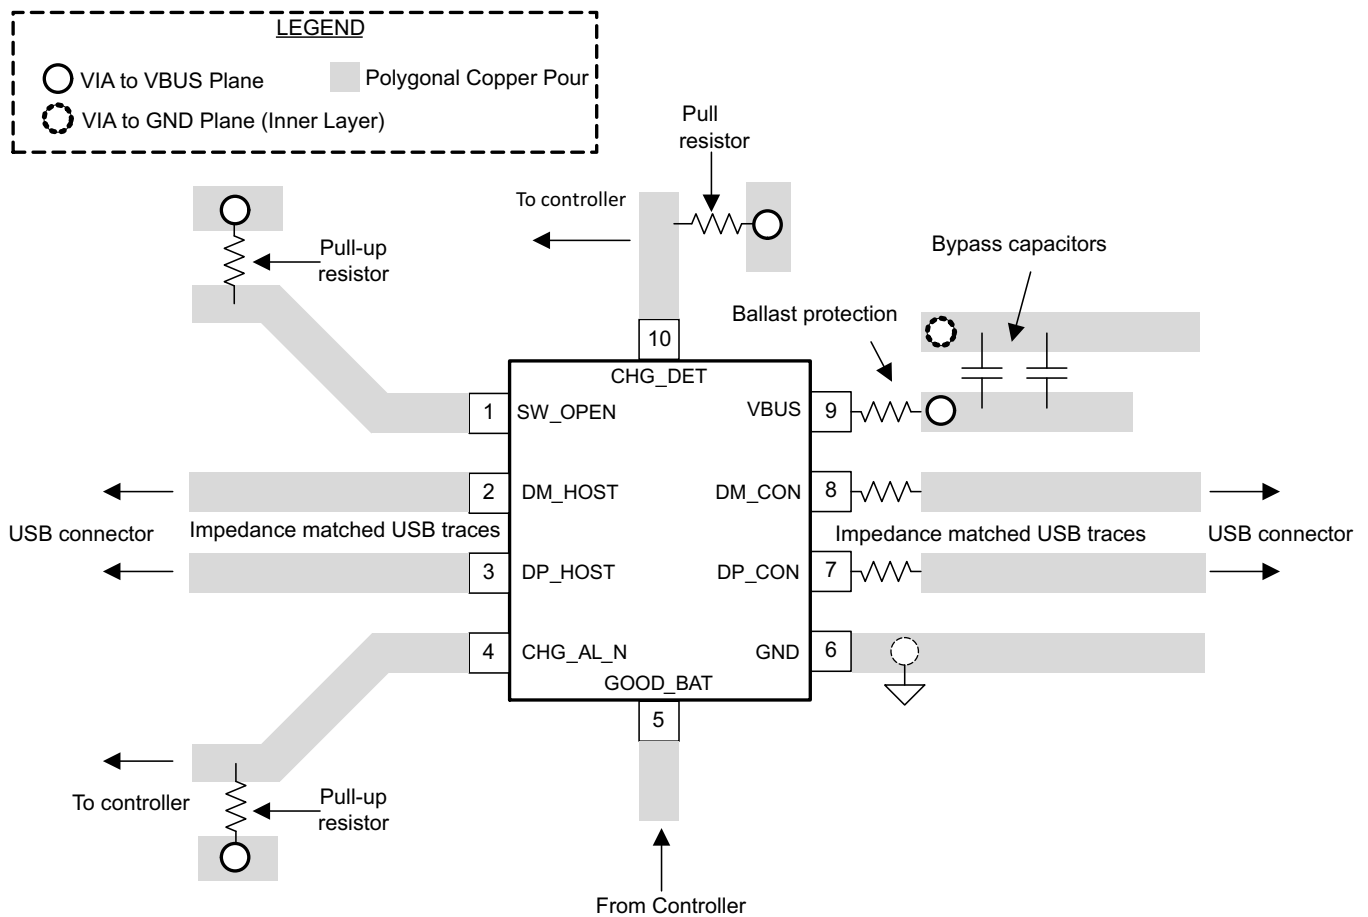 LEGEND
VIA to VBUS Plane
Polygonal Copper Pour
VIA to GND Plane (Inner Layer)
Pull
resistor
To controller
Pull-up
resistor
Bypass capacitors
Ballast protection
10
CHG_DET
1
SW_OPEN
VBUS
9
2
DM_HOST
DM_CON
8
USB connector
Impedance matched USB traces
Impedance matched USB traces
USB connector
3
DP_HOST
DP_CON
7
4
CHG_AL_N
GND
6
GOOD_BAT
5
To controller
Pull-up
resistor
From Controller